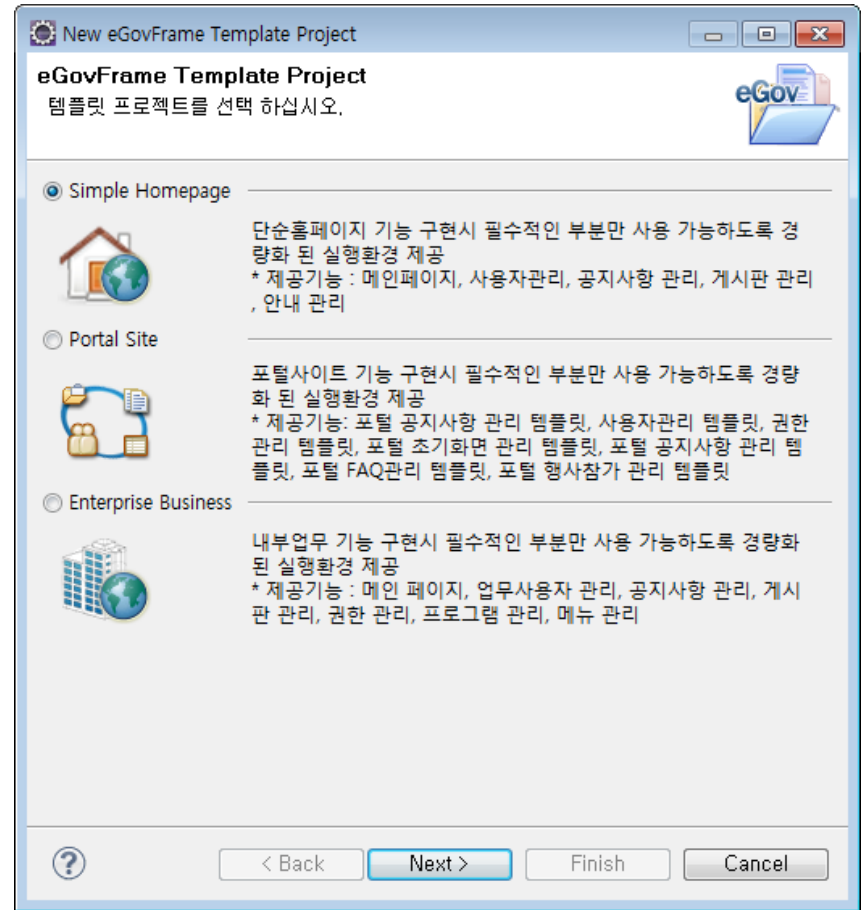 New eGovFrame Template Project
eGovFrame Template Project
템플릿 프로젝트를 선택 하십시오.
eGov
Simple Homepage
단순홈페이지 기능 구현시 필수적인 부분만 사용 가능하도록 경
량화 된 실행환경 제공
* 제공기능 : 메인페이지, 사용자관리, 공지사항 관리, 게시판 관리
, 안내 관리
Portal Site
포털사이트 기능 구현시 필수적인 부분만 사용 가능하도록 경량
화 된 실행환경 제공
* 제공기능: 포털 공지사항 관리 템플릿, 사용자관리 템플릿, 권한
관리 템플릿, 포털 초기화면 관리 템플릿, 포털 공지사항 관리 템
플릿, 포털 FAQ관리 템플릿, 포털 행사참가 관리 템플릿
Enterprise Business
내부업무 기능 구현시 필수적인 부분만 사용 가능하도록 경량화
된 실행환경 제공
* 제공기능 : 메인 페이지, 업무사용자 관리, 공지사항 관리, 게시
판 관리, 권한 관리, 프로그램 관리, 메뉴 관리
? < Back Next > Finish Cancel